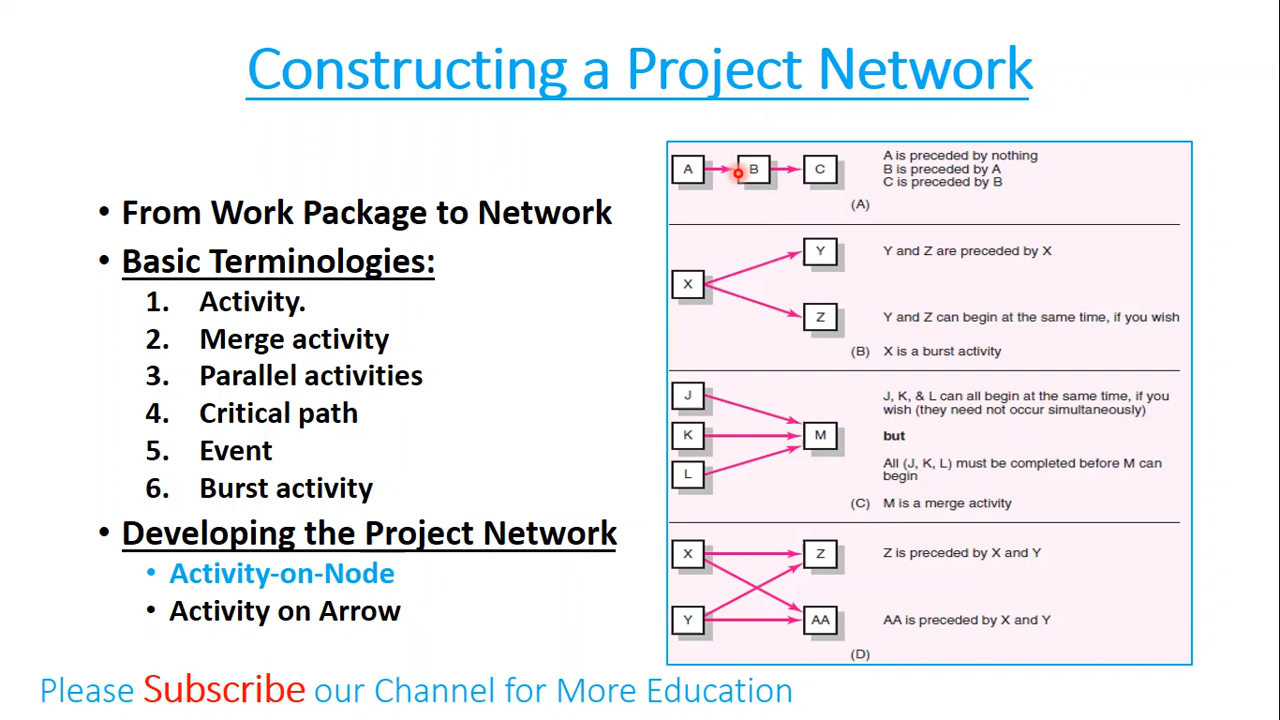 Constructing a Project Network
• From Work Package to Network
• Basic Terminologies:
1. Activity.
2. Merge activity
3. Parallel activities
4. Critical path
5. Event
6. Burst activity
• Developing the Project Network
• Activity-on-Node
• Activity on Arrow
A B C
A is preceded by nothing
B is preceded by A
C is preceded by B
(A)
X
Y
Z
Y and Z are preceded by X
Y and Z can begin at the same time, if you wish
(B) X is a burst activity
J
K
L
M
J, K, & L can all begin at the same time, if you
wish (they need not occur simultaneously)
but
All (J, K, L) must be completed before M can
begin
(C) M is a merge activity
X Z
Z is preceded by X and Y
Y AA
AA is preceded by X and Y
(D)
Please Subscribe our Channel for More Education